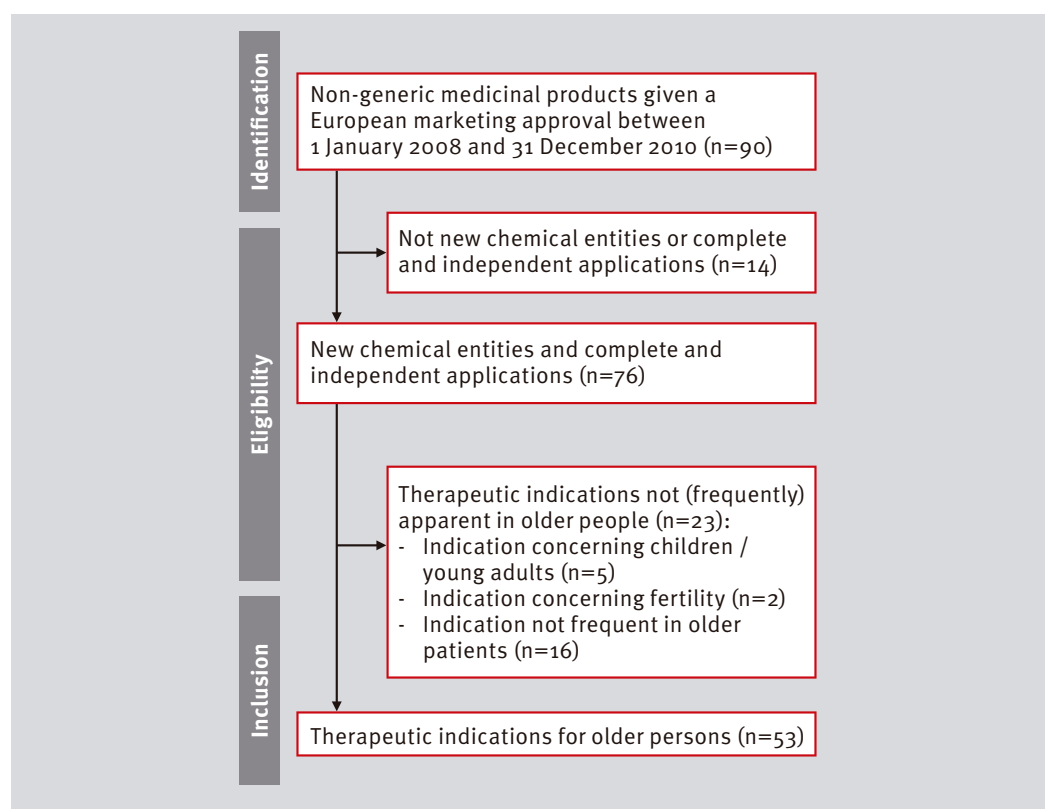 Identification
Non-generic medicinal products given a
European marketing approval between
1 January 2008 and 31 December 2010 (n=90)
Not new chemical entities or complete
and independent applications (n=14)
Eligibility
New chemical entities and complete and
independent applications (n=76)
Therapeutic indications not (frequently)
apparent in older people (n=23):
- Indication concerning children /
young adults (n=5)
- Indication concerning fertility (n=2)
- Indication not frequent in older
patients (n=16)
Inclusion
Therapeutic indications for older persons (n=53)